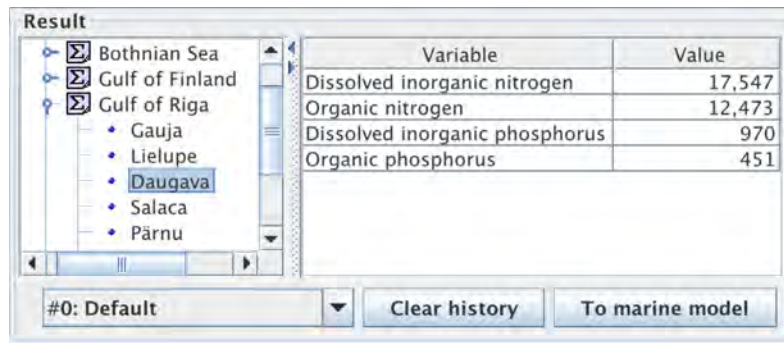 Result
Bothnian Sea
Gulf of Finland
Gulf of Riga
Gauja
Lielupe
Daugava
Salaca
Pärnu
Variable Value
Dissolved inorganic nitrogen 17,547
Organic nitrogen 12,473
Dissolved inorganic phosphorus 970
Organic phosphorus 451
#0: Default Clear history To marine model